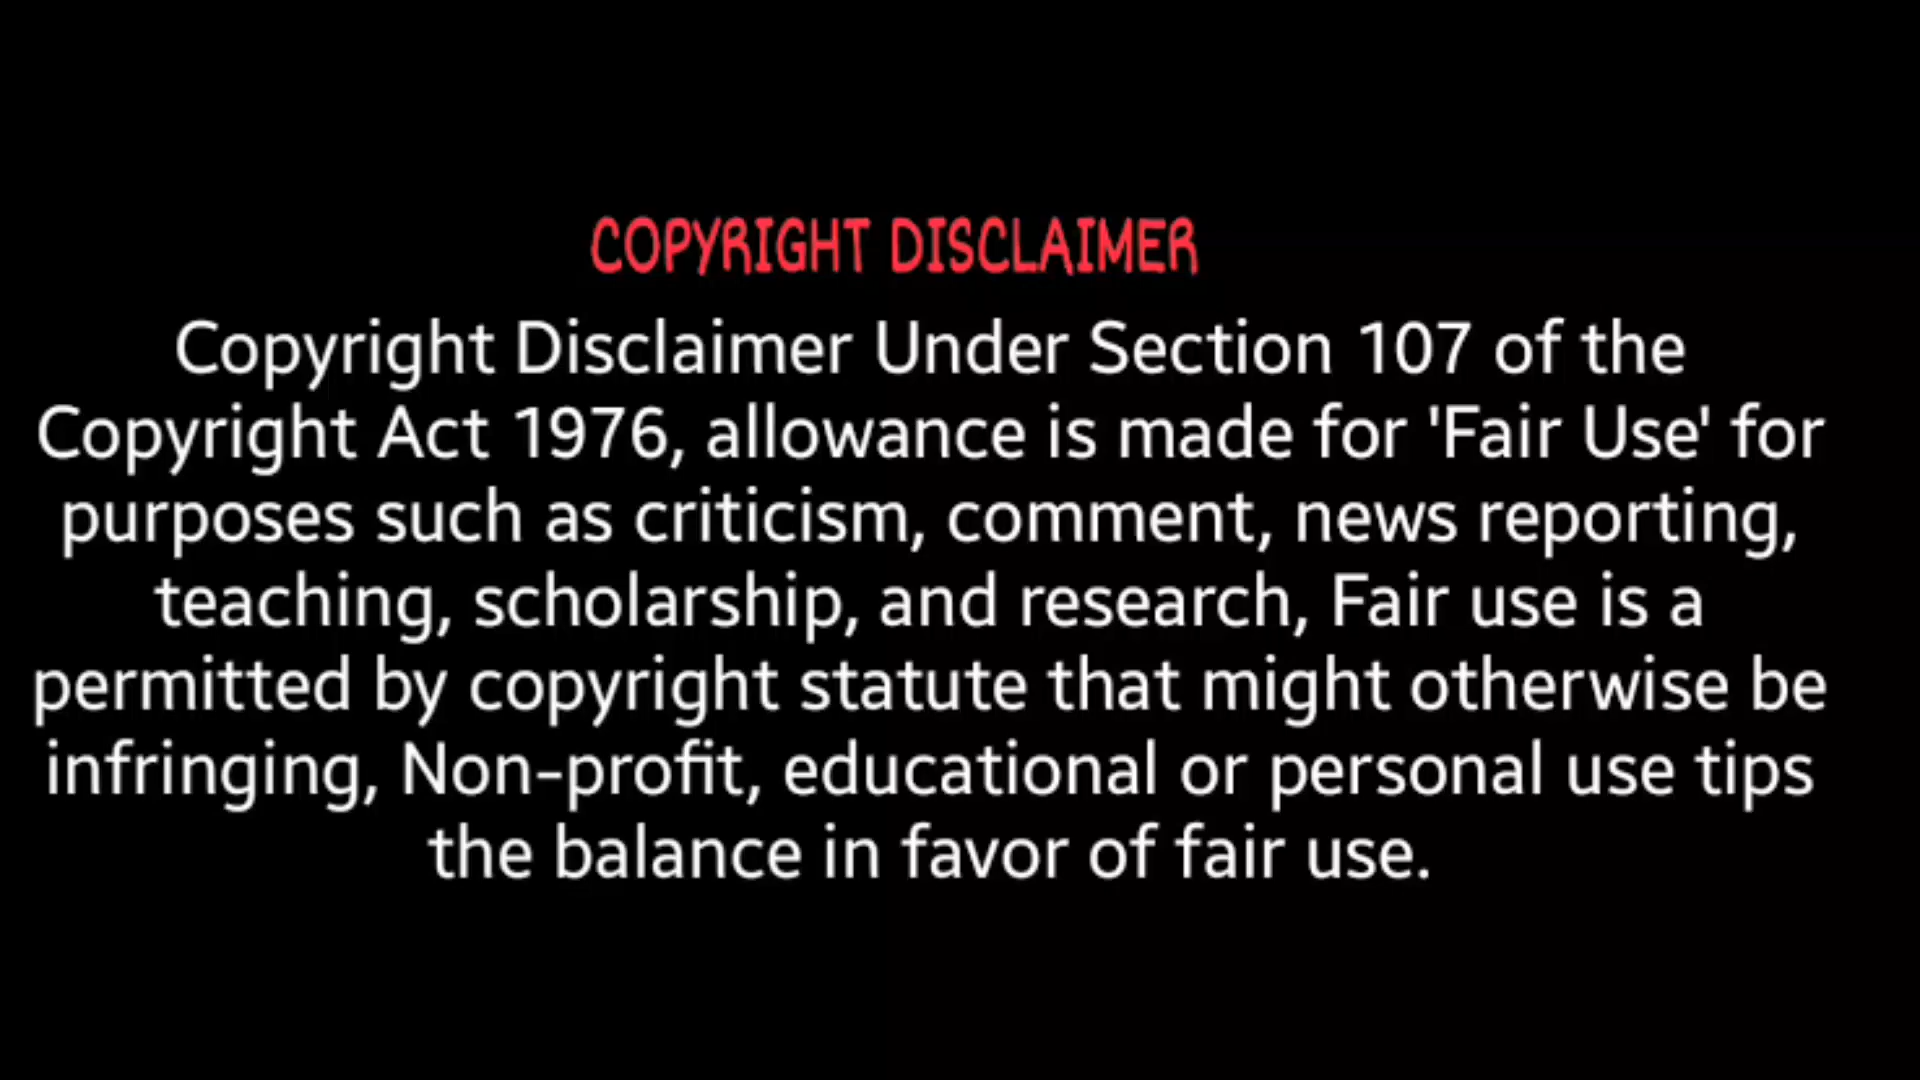 COPYRIGHT DISCLAIMER
Copyright Disclaimer Under Section 107 of the
Copyright Act 1976, allowance is made for 'Fair Use' for
purposes such as criticism, comment, news reporting,
teaching, scholarship, and research, Fair use is a
permitted by copyright statute that might otherwise be
infringing, Non-profit, educational or personal use tips
the balance in favor of fair use.